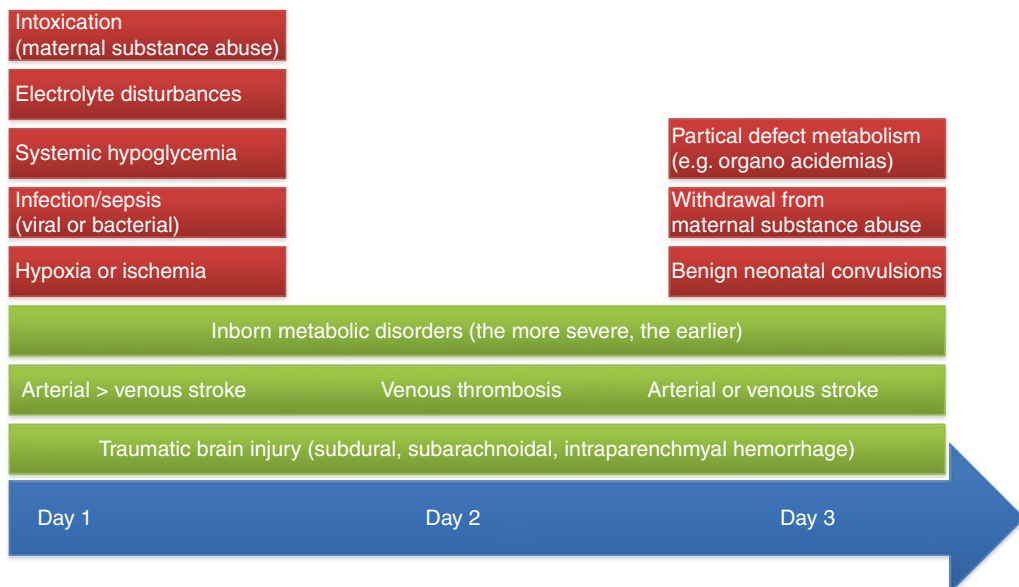 Intoxication
(maternal substance abuse)
Electrolyte disturbances
Systemic hypoglycemia
Infection/sepsis
(viral or bacterial)
Hypoxia or ischemia
Partical defect metabolism
(e.g. organo acidemias)
Withdrawal from
maternal substance abuse
Benign neonatal convulsions
Inborn metabolic disorders (the more severe, the earlier)
Arterial > venous stroke
Venous thrombosis
Arterial or venous stroke
Traumatic brain injury (subdural, subarachnoidal, intraparenchmyal hemorrhage)
Day 1
Day 2
Day 3